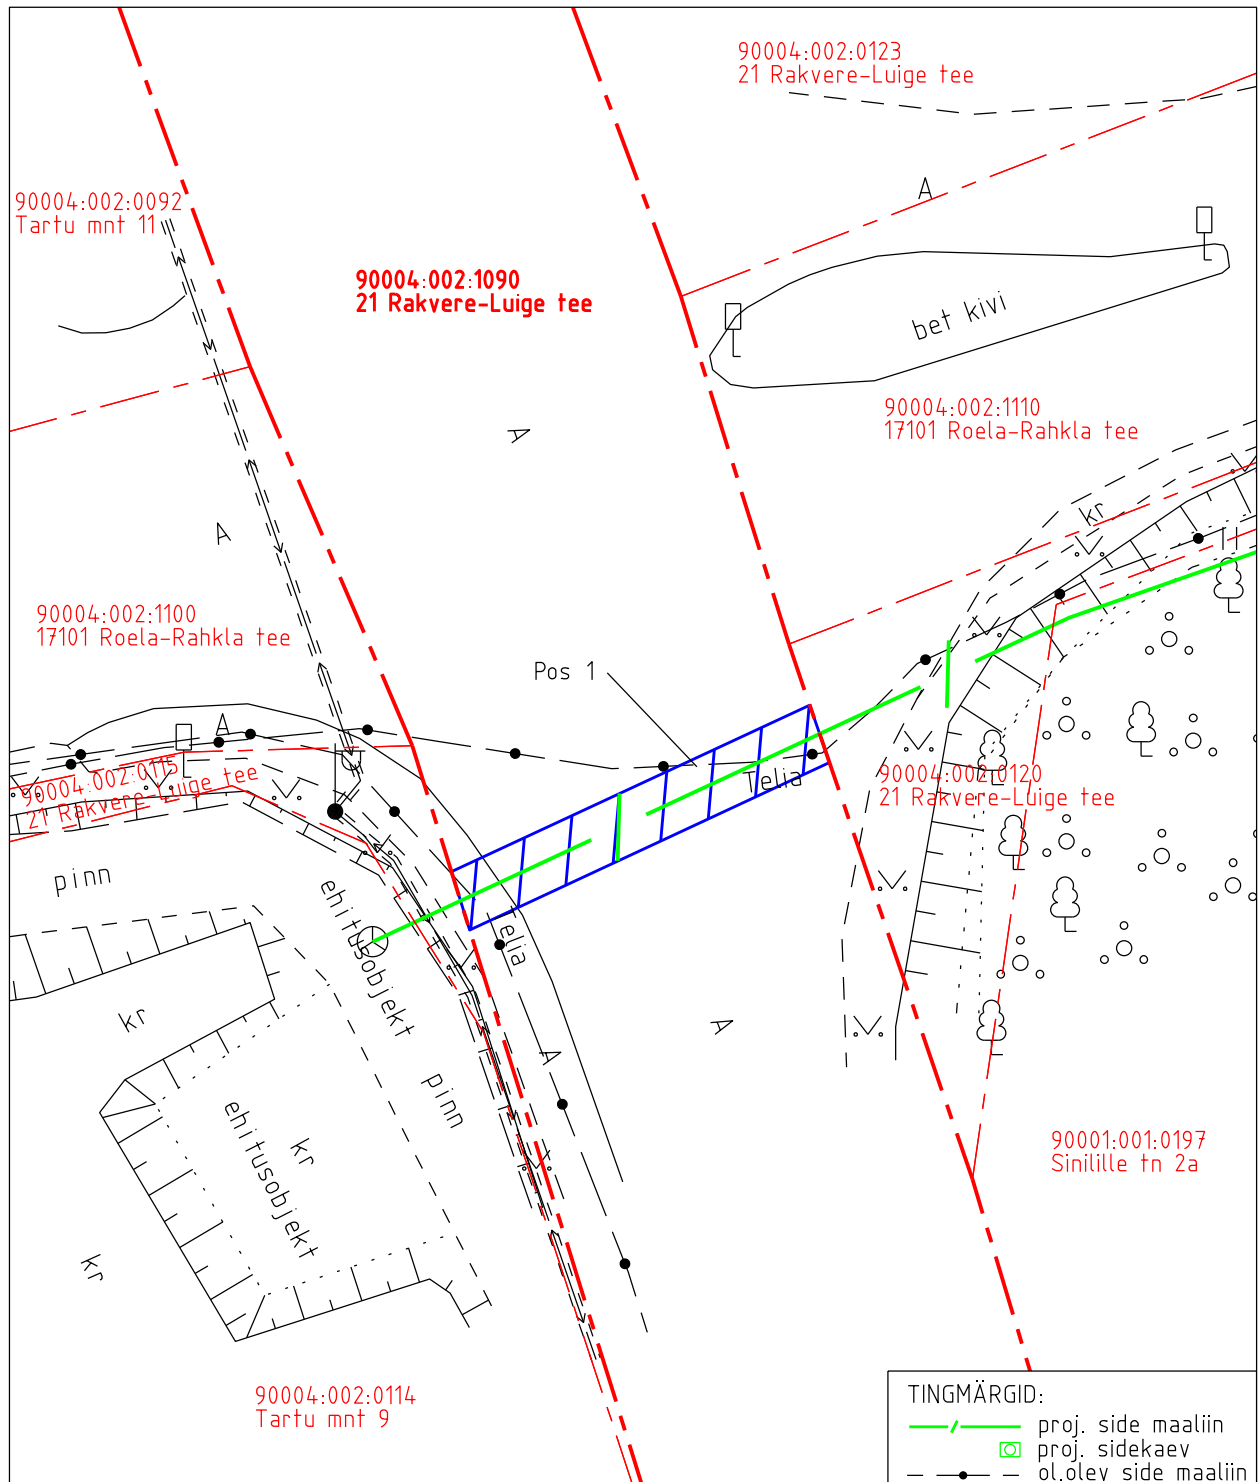 90004:002:0123
21 Rakvere-Luige tee
A
90004:002:0092
Tartu mnt 11
90004:002:1090
21 Rakvere-Luige tee
bet kivi
90004:002:1110
17101 Roela-Rahkla tee
A
kr
A
90004:002:1100
17101 Roela-Rahkla tee
Pos 1
A
90004:002:0115
21 Rakvere-Luige tee
Telia
90004:002:0120
21 Rakvere-Luige tee
pinn
ehitusobjekt
Telia
kr
A
A
pinn
ehitusobjekt
kr
90001:001:0197
Sinilille tn 2a
kr
90004:002:0114
Tartu mnt 9
TINGMÄRGID:
proj. side maaliin
proj. sidekaev
ol.olev side maaliin